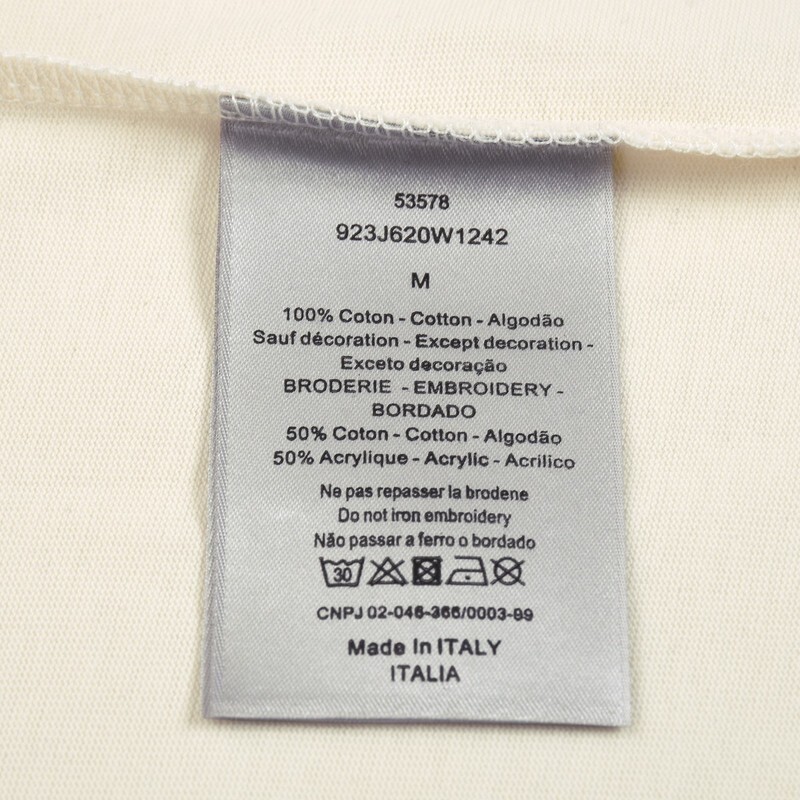 53578
923J620W1242
M
100% Coton - Cotton - Algodão
Sauf décoration - Except decoration -
Exceto decoração
BRODERIE - EMBROIDERY -
BORDADO
50% Coton - Cotton - Algodão
50% Acrylique - Acrylic - Acrilico
Ne pas repasser la brodene
Do not iron embroidery
Não passar a ferro o bordado
30
CNPJ 02-046-366/0003-99
Made In ITALY
ITALIA